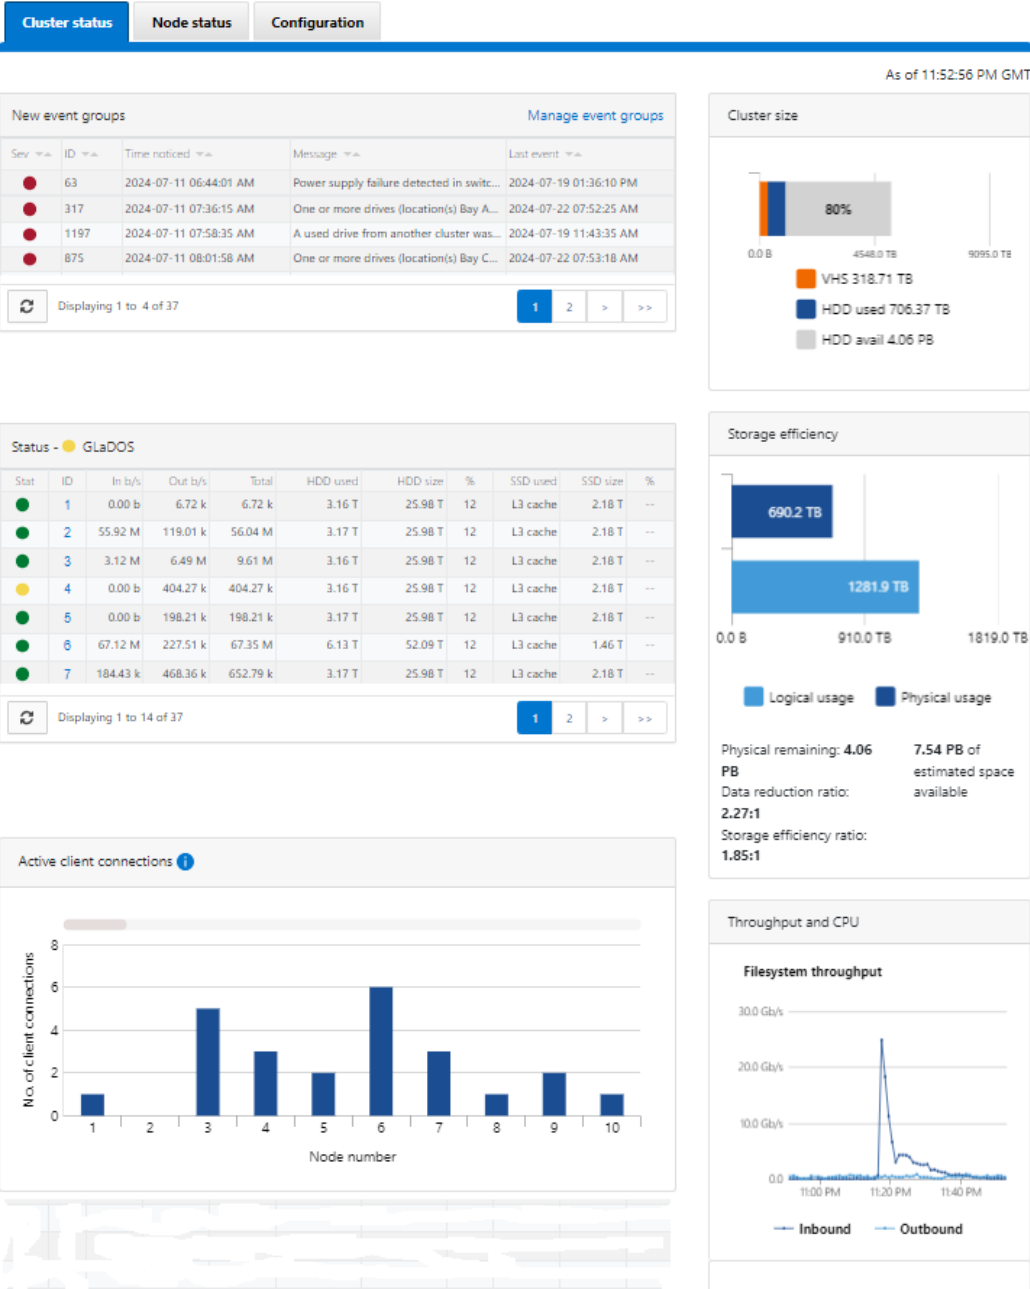 Cluster status
Node status
Configuration
As of 11:52:56 PM GMT
New event groups
Manage event groups
Sev ID Time noticed Message Last event
63 2024-07-11 06:44:01 AM Power supply failure detected in switc... 2024-07-19 01:36:10 PM
317 2024-07-11 07:36:15 AM One or more drives (location(s) Bay A... 2024-07-22 07:52:25 AM
1197 2024-07-11 07:58:35 AM A used drive from another cluster was... 2024-07-19 11:43:35 AM
875 2024-07-11 08:01:58 AM One or more drives (location(s) Bay C... 2024-07-22 07:53:18 AM
Displaying 1 to 4 of 37
1 2 > >>
Cluster size
80%
0.0 B 4548.0 TB 9095.0 TB
VHS 318.71 TB
HDD used 706.37 TB
HDD avail 4.06 PB
Status - GLaDOS
Stat ID In b/s Out b/s Total HDD used HDD size % SSD used SSD size %
1 0.00 b 6.72 k 6.72 k 3.16 T 25.98 T 12 L3 cache 2.18 T --
2 55.92 M 119.01 k 56.04 M 3.17 T 25.98 T 12 L3 cache 2.18 T --
3 3.12 M 6.49 M 9.61 M 3.16 T 25.98 T 12 L3 cache 2.18 T --
4 0.00 b 404.27 k 404.27 k 3.16 T 25.98 T 12 L3 cache 2.18 T --
5 0.00 b 198.21 k 198.21 k 3.17 T 25.98 T 12 L3 cache 2.18 T --
6 67.12 M 227.51 k 67.35 M 6.13 T 52.09 T 12 L3 cache 1.46 T --
7 184.43 k 468.36 k 652.79 k 3.17 T 25.98 T 12 L3 cache 2.18 T --
Displaying 1 to 14 of 37
1 2 > >>
Storage efficiency
690.2 TB
1281.9 TB
0.0 B 910.0 TB 1819.0 TB
Logical usage Physical usage
Physical remaining: 4.06
PB
Data reduction ratio:
2.27:1
Storage efficiency ratio:
1.85:1
7.54 PB of
estimated space
available
Active client connections i
No. of client connections
8
6
4
2
0
1 2 3 4 5 6 7 8 9 10
Node number
Throughput and CPU
Filesystem throughput
30.0 Gb/s
20.0 Gb/s
10.0 Gb/s
0.0
11:00 PM 11:20 PM 11:40 PM
Inbound Outbound